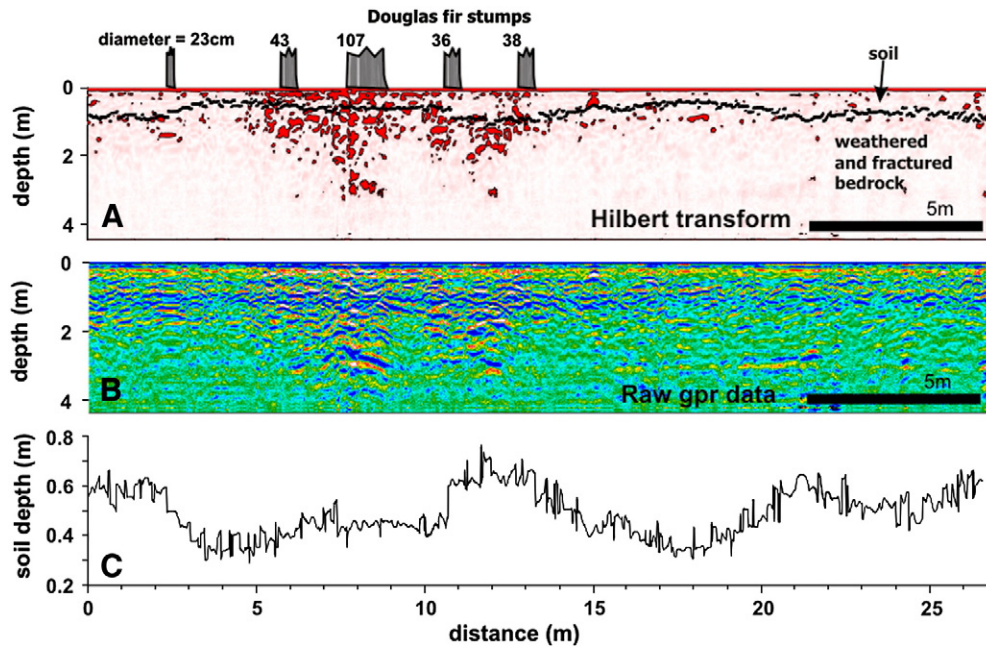 Douglas fir stumps
diameter = 23cm 43 107 36 38
soil
0
2
4
depth (m)
weathered
and fractured
bedrock
A
Hilbert transform
5m
0
2
4
depth (m)
B
Raw gpr data
5m
0.8
0.6
0.4
0.2
soil depth (m)
C
0 5 10 15 20 25
distance (m)